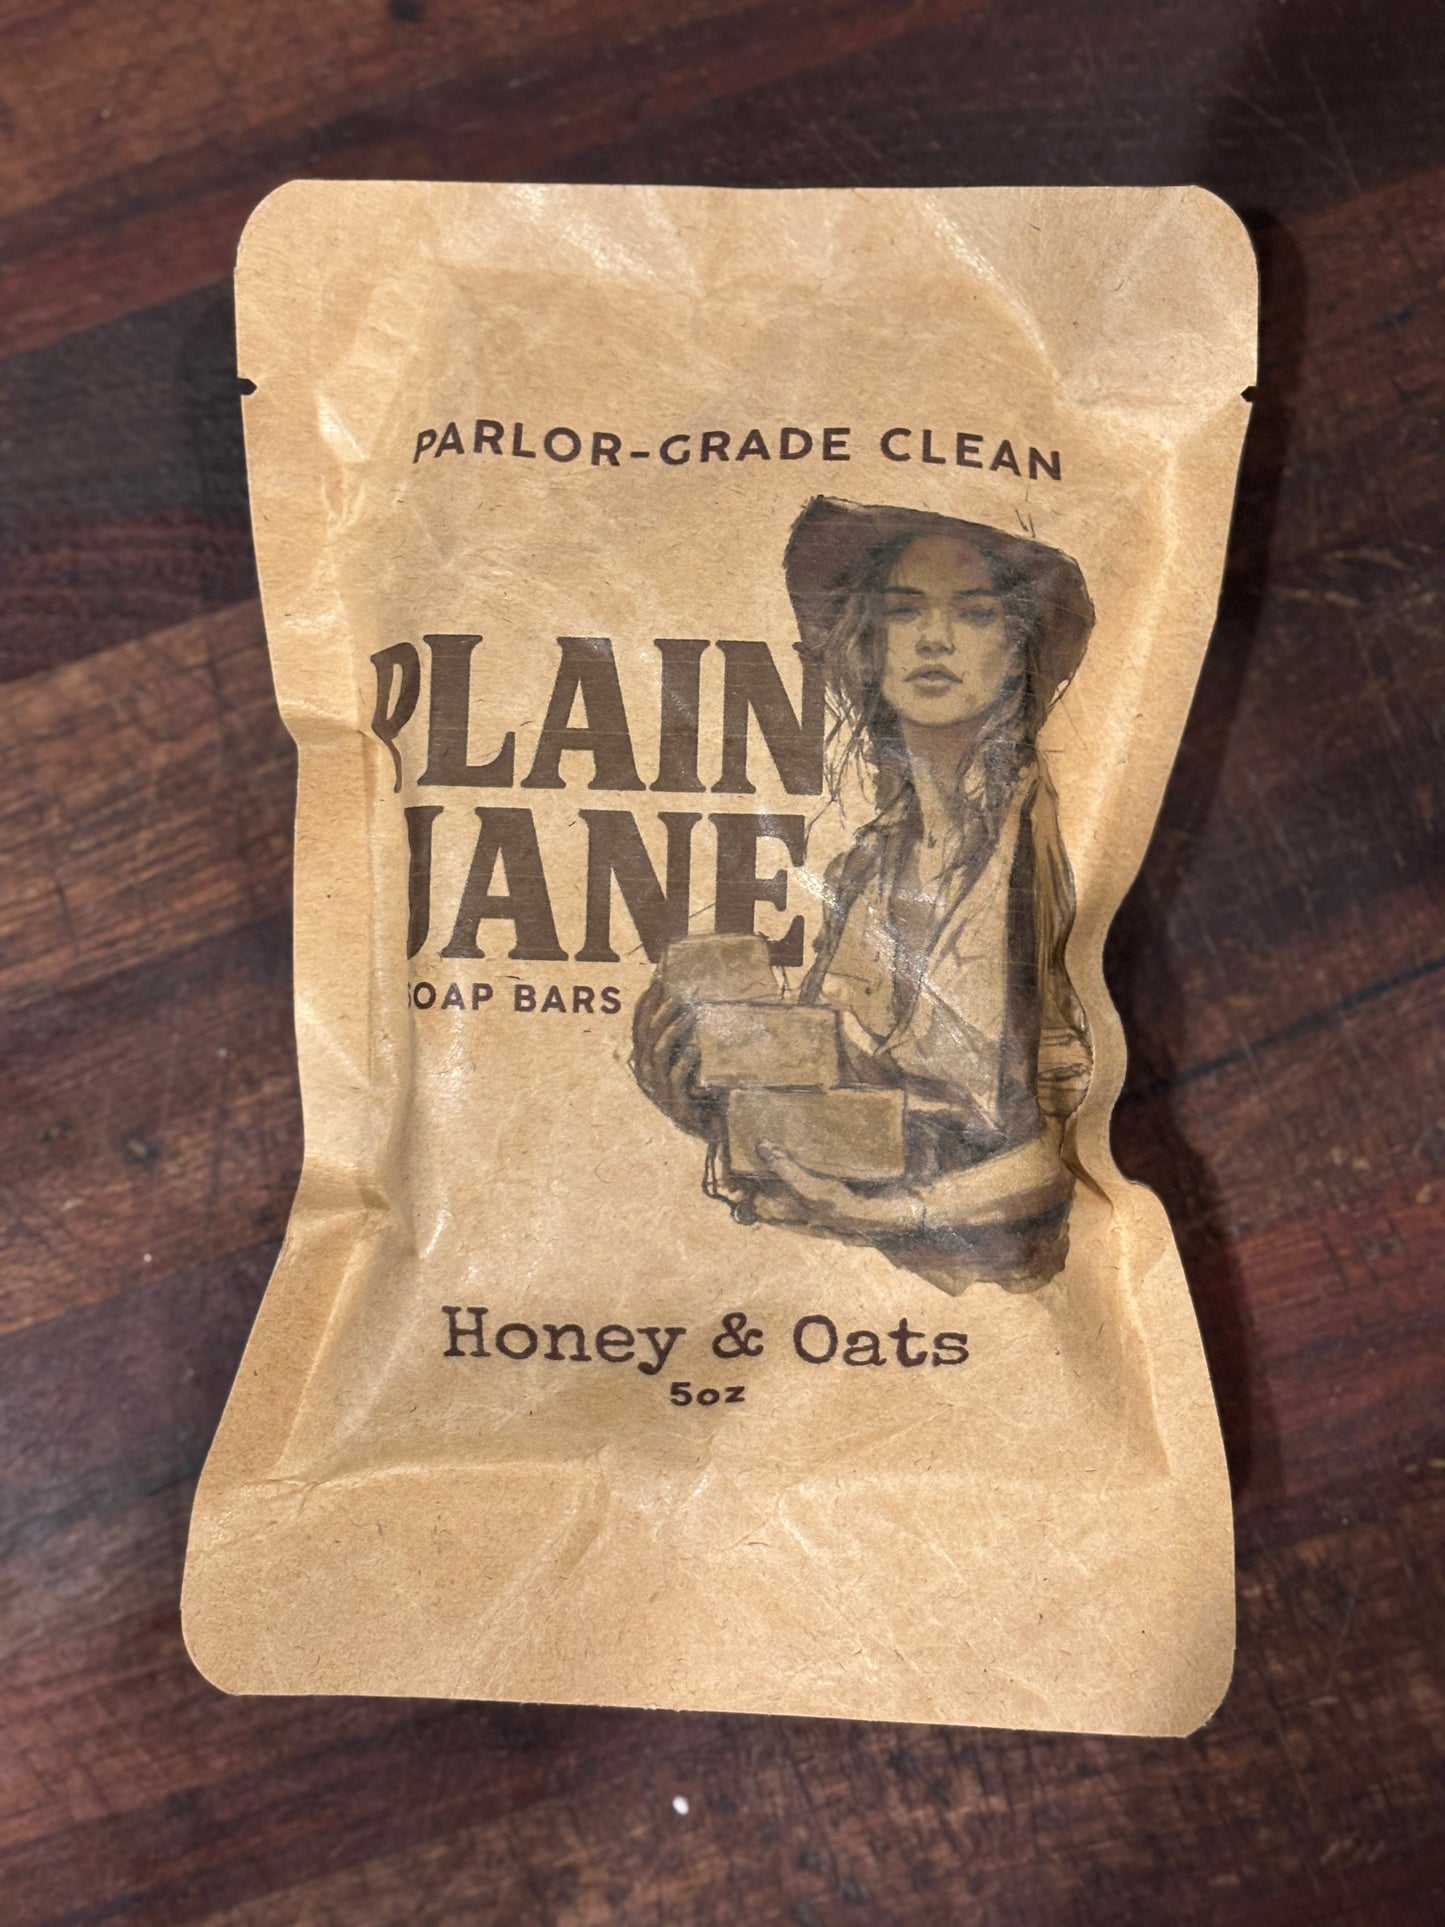 PARLOR-GRADE CLEAN
PLAIN
JANE
SOAP BARS
Honey & Oats
5oz